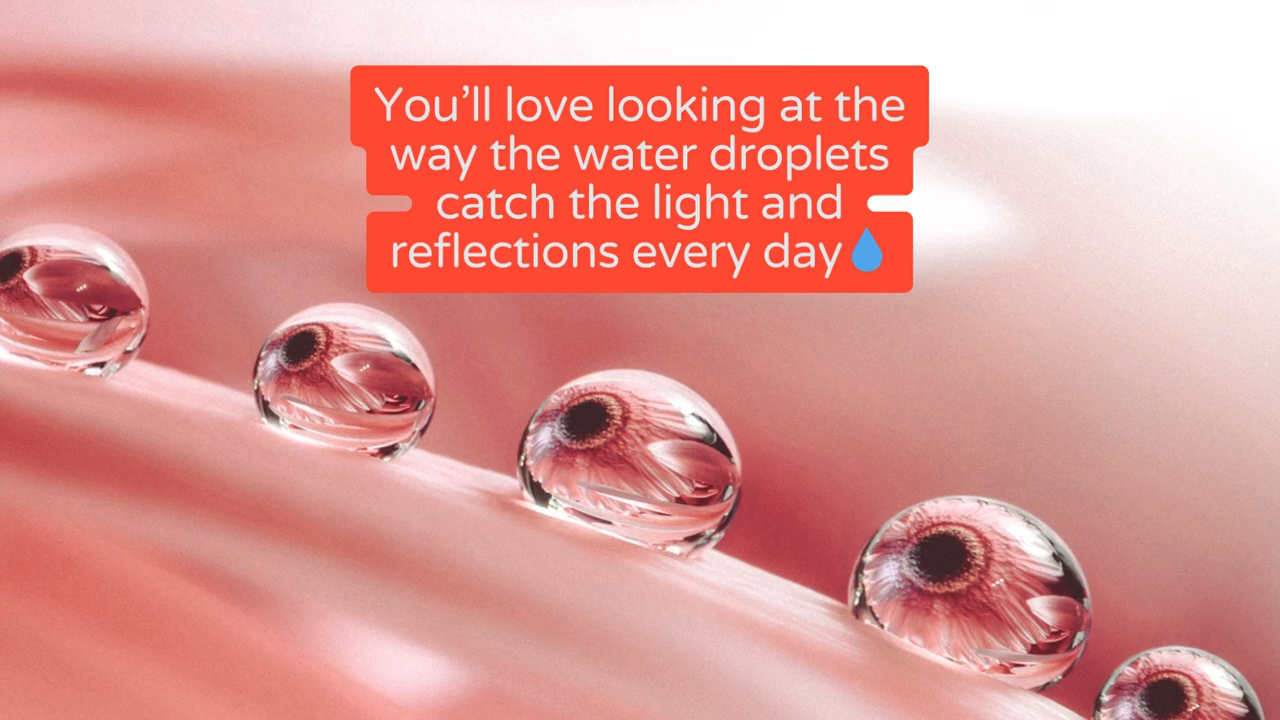 You’ll love looking at the
way the water droplets
catch the light and
reflections every day💧